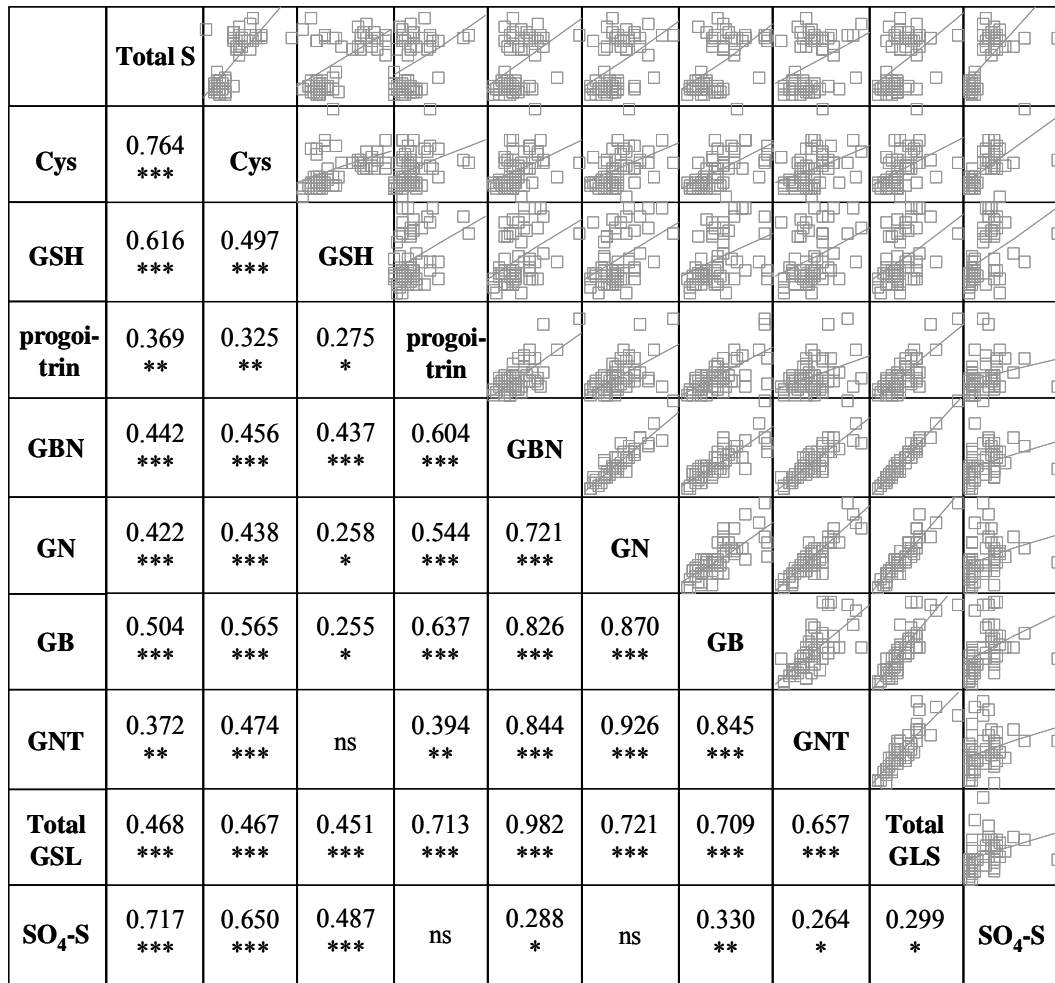 Total S
Cys 0.764 Cys
***
GSH 0.616 0.497 GSH
*** ***
progoi- 0.369 0.325 0.275 progoi-
trin ** ** * trin
GBN 0.442 0.456 0.437 0.604 GBN
*** *** *** ***
GN 0.422 0.438 0.258 0.544 0.721 GN
*** *** * *** ***
GB 0.504 0.565 0.255 0.637 0.826 0.870 GB
*** *** * *** *** ***
GNT 0.372 0.474 ns 0.394 0.844 0.926 0.845 GNT
** *** ** *** *** ***
Total 0.468 0.467 0.451 0.713 0.982 0.721 0.709 0.657 Total
GSL *** *** *** *** *** *** *** *** GLS
SO₄-S 0.717 0.650 0.487 ns 0.288 ns 0.330 0.264 0.299 SO₄-S
*** *** *** * ** * *